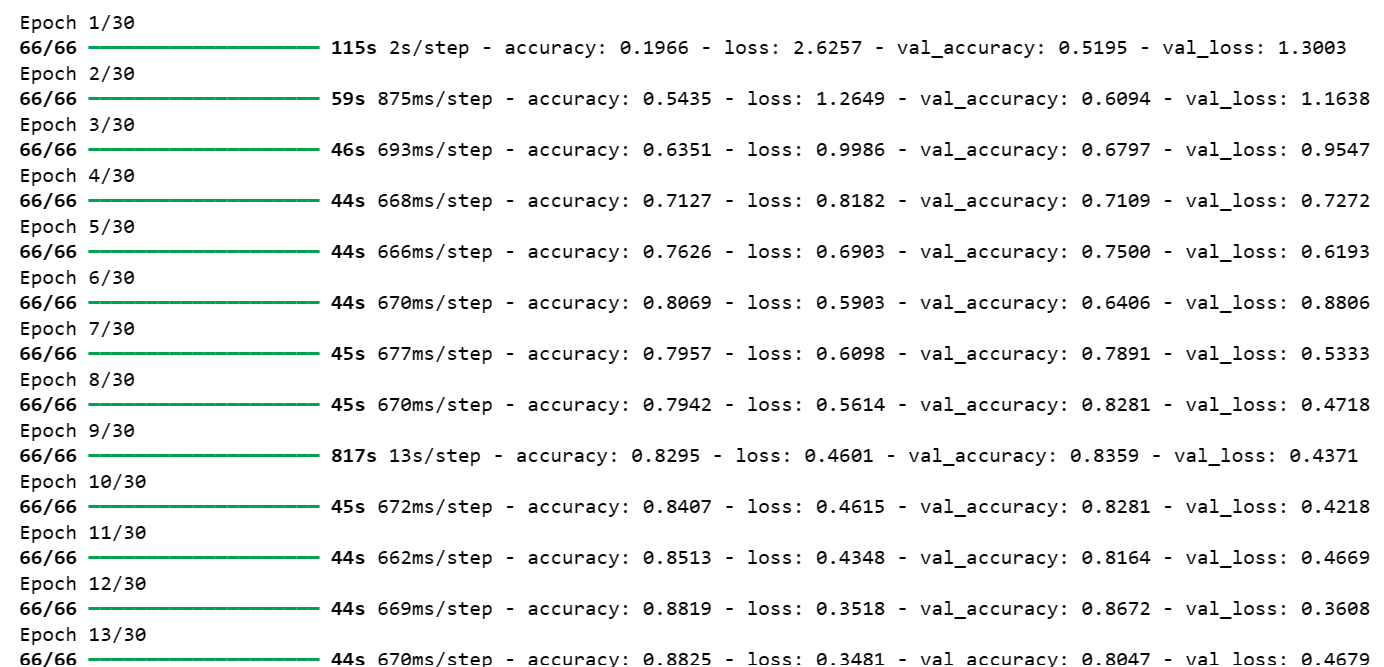 Epoch 1/30
66/66 ━━━━━━━━━━━━━━━━━━━━ 115s 2s/step - accuracy: 0.1966 - loss: 2.6257 - val_accuracy: 0.5195 - val_loss: 1.3003
Epoch 2/30
66/66 ━━━━━━━━━━━━━━━━━━━━ 59s 875ms/step - accuracy: 0.5435 - loss: 1.2649 - val_accuracy: 0.6094 - val_loss: 1.1638
Epoch 3/30
66/66 ━━━━━━━━━━━━━━━━━━━━ 46s 693ms/step - accuracy: 0.6351 - loss: 0.9986 - val_accuracy: 0.6797 - val_loss: 0.9547
Epoch 4/30
66/66 ━━━━━━━━━━━━━━━━━━━━ 44s 668ms/step - accuracy: 0.7127 - loss: 0.8182 - val_accuracy: 0.7109 - val_loss: 0.7272
Epoch 5/30
66/66 ━━━━━━━━━━━━━━━━━━━━ 44s 666ms/step - accuracy: 0.7626 - loss: 0.6903 - val_accuracy: 0.7500 - val_loss: 0.6193
Epoch 6/30
66/66 ━━━━━━━━━━━━━━━━━━━━ 44s 670ms/step - accuracy: 0.8069 - loss: 0.5903 - val_accuracy: 0.6406 - val_loss: 0.8806
Epoch 7/30
66/66 ━━━━━━━━━━━━━━━━━━━━ 45s 677ms/step - accuracy: 0.7957 - loss: 0.6098 - val_accuracy: 0.7891 - val_loss: 0.5333
Epoch 8/30
66/66 ━━━━━━━━━━━━━━━━━━━━ 45s 670ms/step - accuracy: 0.7942 - loss: 0.5614 - val_accuracy: 0.8281 - val_loss: 0.4718
Epoch 9/30
66/66 ━━━━━━━━━━━━━━━━━━━━ 817s 13s/step - accuracy: 0.8295 - loss: 0.4601 - val_accuracy: 0.8359 - val_loss: 0.4371
Epoch 10/30
66/66 ━━━━━━━━━━━━━━━━━━━━ 45s 672ms/step - accuracy: 0.8407 - loss: 0.4615 - val_accuracy: 0.8281 - val_loss: 0.4218
Epoch 11/30
66/66 ━━━━━━━━━━━━━━━━━━━━ 44s 662ms/step - accuracy: 0.8513 - loss: 0.4348 - val_accuracy: 0.8164 - val_loss: 0.4669
Epoch 12/30
66/66 ━━━━━━━━━━━━━━━━━━━━ 44s 669ms/step - accuracy: 0.8819 - loss: 0.3518 - val_accuracy: 0.8672 - val_loss: 0.3608
Epoch 13/30
66/66 ━━━━━━━━━━━━━━━━━━━━ 44s 670ms/step - accuracy: 0.8825 - loss: 0.3481 - val_accuracy: 0.8047 - val_loss: 0.4679